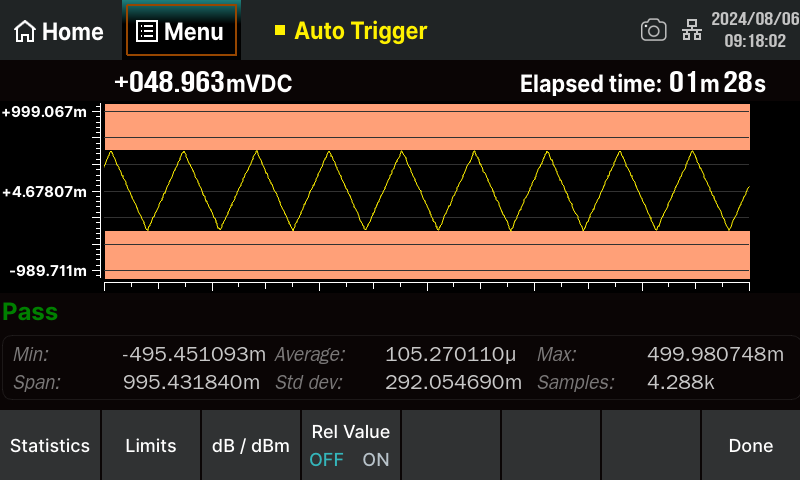 Home
Menu
Auto Trigger
2024/08/06
09:18:02
+048.963mVDC
Elapsed time: 01m 28s
+999.067m
+4.67807m
-989.711m
Pass
Min: -495.451093m Average: 105.270110µ Max: 499.980748m
Span: 995.431840m Std dev: 292.054690m Samples: 4.288k
Statistics
Limits
dB / dBm
Rel Value
OFF ON
Done